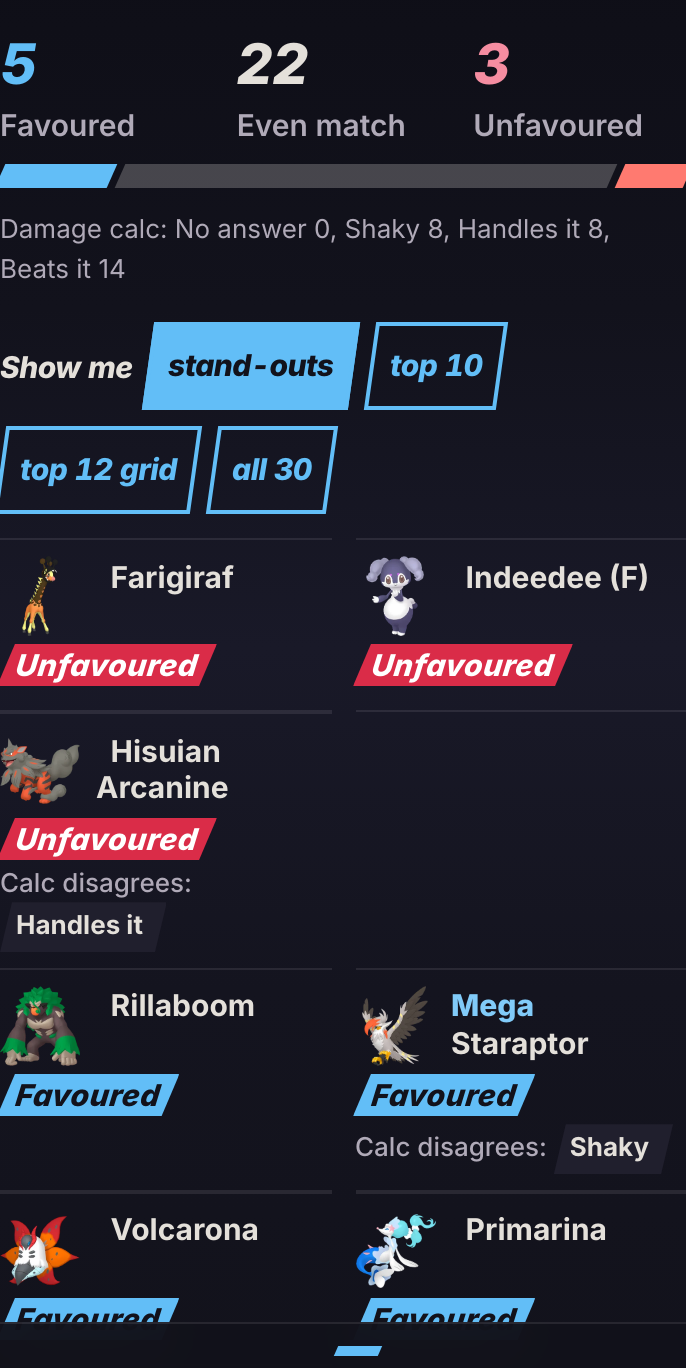 5 22 3
Favoured Even match Unfavoured
Damage calc: No answer 0, Shaky 8, Handles it 8,
Beats it 14
Show me stand-outs top 10
top 12 grid all 30
Farigiraf
Unfavoured
Indeedee (F)
Unfavoured
Hisuian
Arcanine
Unfavoured
Calc disagrees:
Handles it
Rillaboom
Favoured
Mega
Staraptor
Favoured
Calc disagrees: Shaky
Volcarona
Favoured
Primarina
Favoured